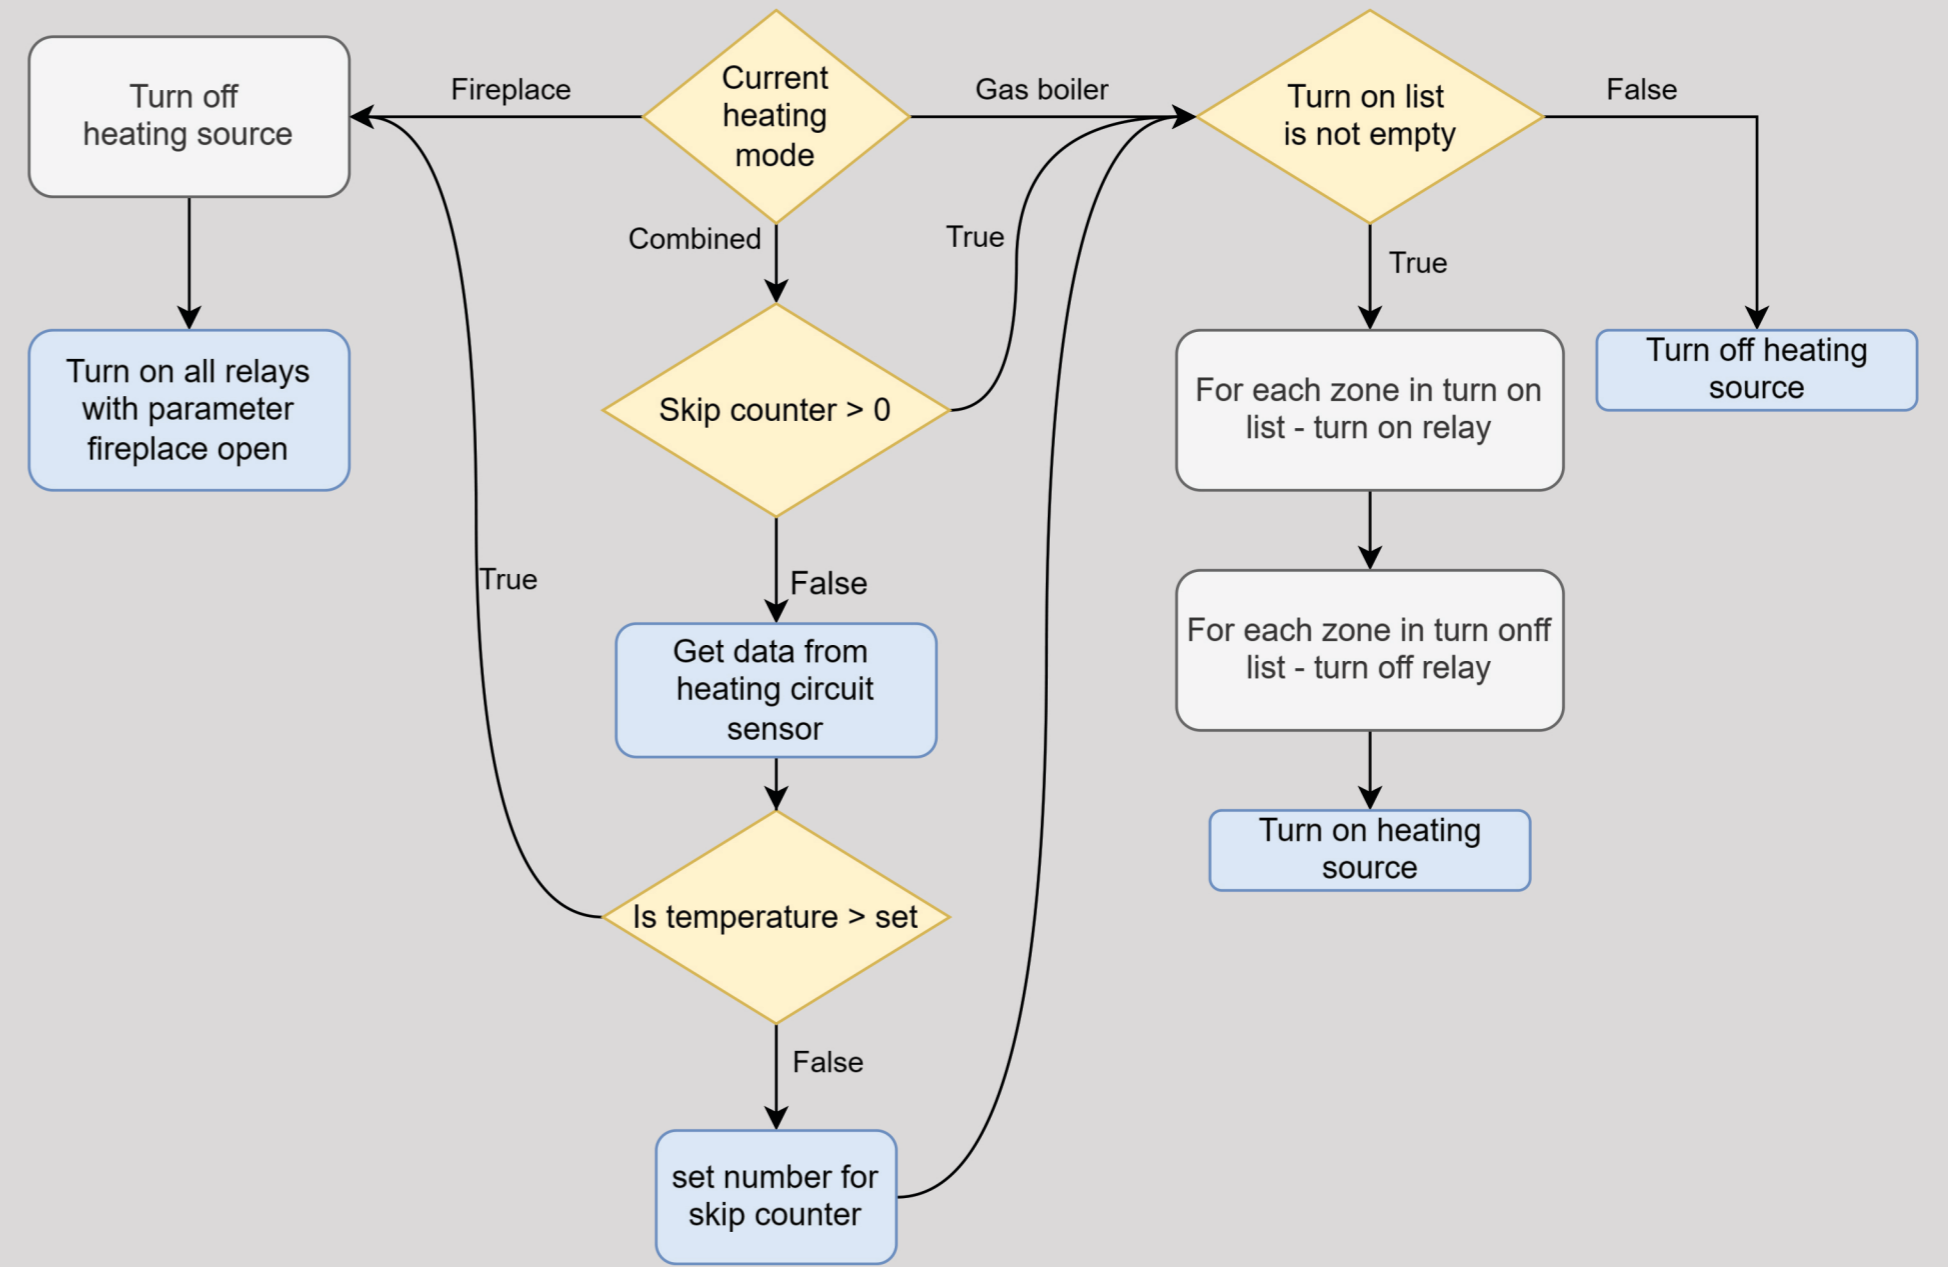 Turn off
heating source
Fireplace
Current
heating
mode
Gas boiler
Turn on list
is not empty
False
Combined
True
True
Turn on all relays
with parameter
fireplace open
Skip counter > 0
For each zone in turn on
list - turn on relay
Turn off heating
source
True
False
Get data from
heating circuit
sensor
For each zone in turn onff
list - turn off relay
Is temperature > set
Turn on heating
source
False
set number for
skip counter